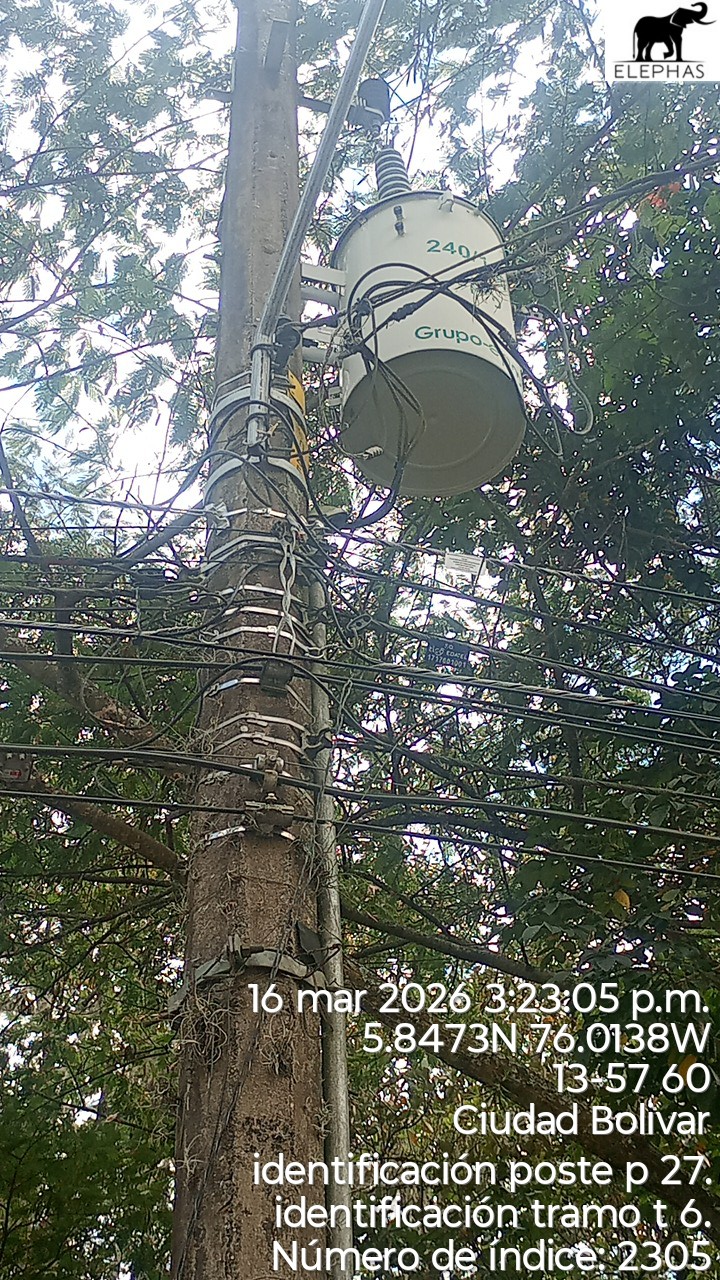 ELEPHAS
240/1
Grupo-
16 mar 2026 3:23:05 p.m.
5.8473N 76.0138W
13-57 60
Ciudad Bolivar
identificación poste p 27.
identificación tramo t 6.
Número de índice: 2305